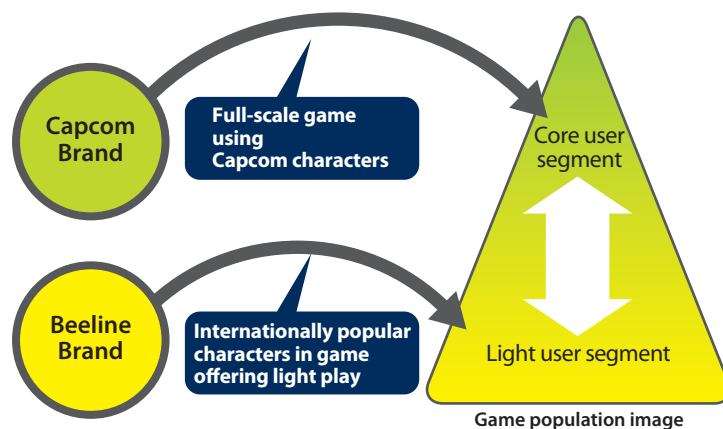 Capcom
Brand
Full-scale game
using
Capcom characters
Core user
segment
Beeline
Brand
Internationally popular
characters in game
offering light play
Light user segment
Game population image